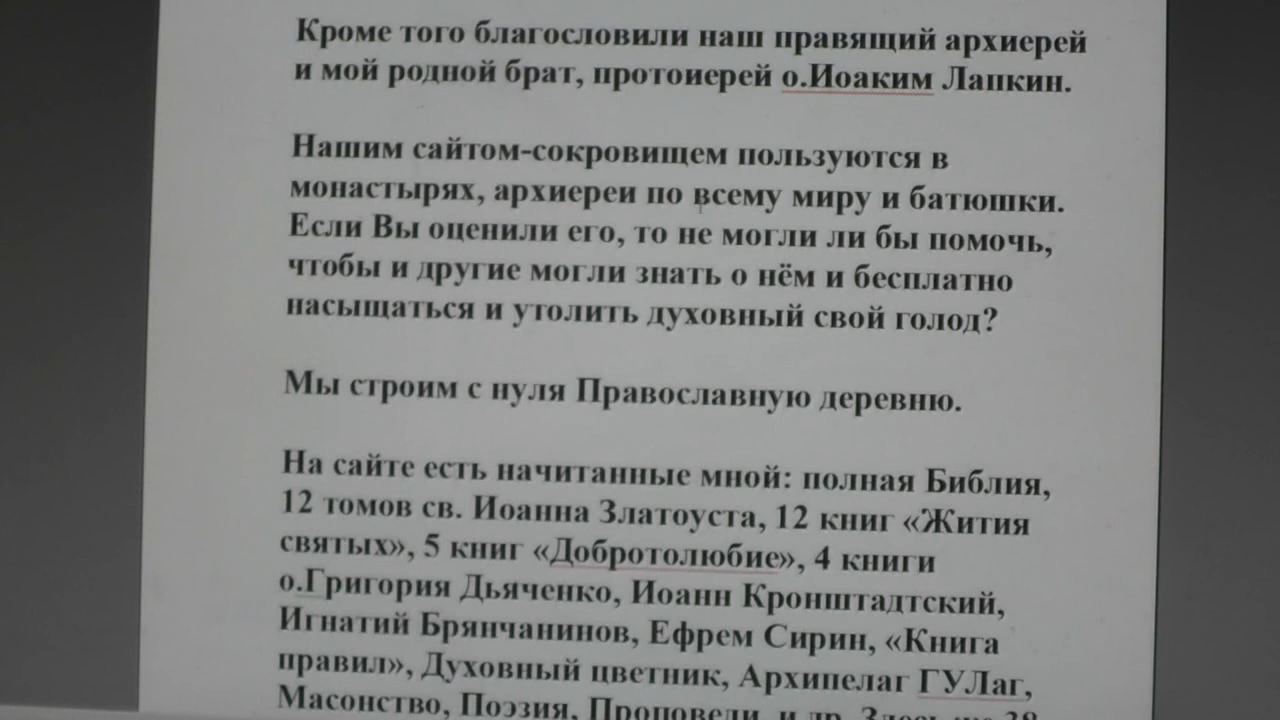 Кроме того благословили наш правящий архиерей
и мой родной брат, протоиерей о.Иоаким Лапкин.
Нашим сайтом-сокровищем пользуются в
монастырях, архиереи по всему миру и батюшки.
Если Вы оценили его, то не могли ли бы помочь,
чтобы и другие могли знать о нём и бесплатно
насыщаться и утолить духовный свой голод?
Мы строим с нуля Православную деревню.
На сайте есть начитанные мной: полная Библия,
12 томов св. Иоанна Златоуста, 12 книг «Жития
святых», 5 книг «Добротолюбие», 4 книги
о.Григория Дьяченко, Иоанн Кронштадтский,
Игнатий Брянчанинов, Ефрем Сирин, «Книга
правил», Духовный цветник, Архипелаг ГУЛаг,
Масонство, Поэзия, Проповеди, и др.